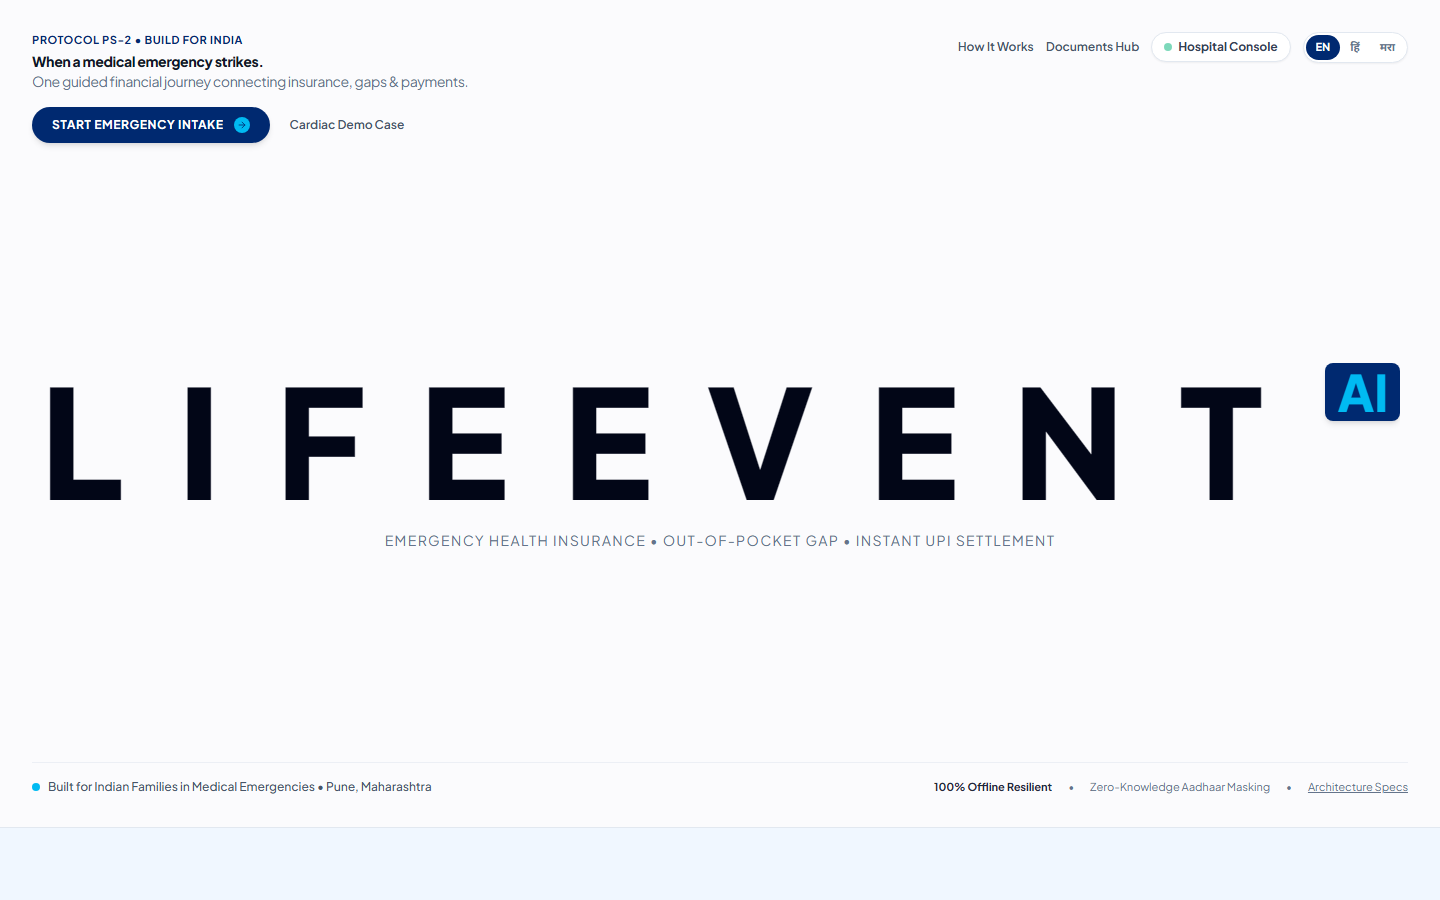 PROTOCOL PS-2 • BUILD FOR INDIA
When a medical emergency strikes.
One guided financial journey connecting insurance, gaps & payments.
START EMERGENCY INTAKE
Cardiac Demo Case
How It Works
Documents Hub
Hospital Console
EN
हिं
मरा
LIFEEVENT
AI
EMERGENCY HEALTH INSURANCE • OUT-OF-POCKET GAP • INSTANT UPI SETTLEMENT
Built for Indian Families in Medical Emergencies • Pune, Maharashtra
100% Offline Resilient • Zero-Knowledge Aadhaar Masking • Architecture Specs